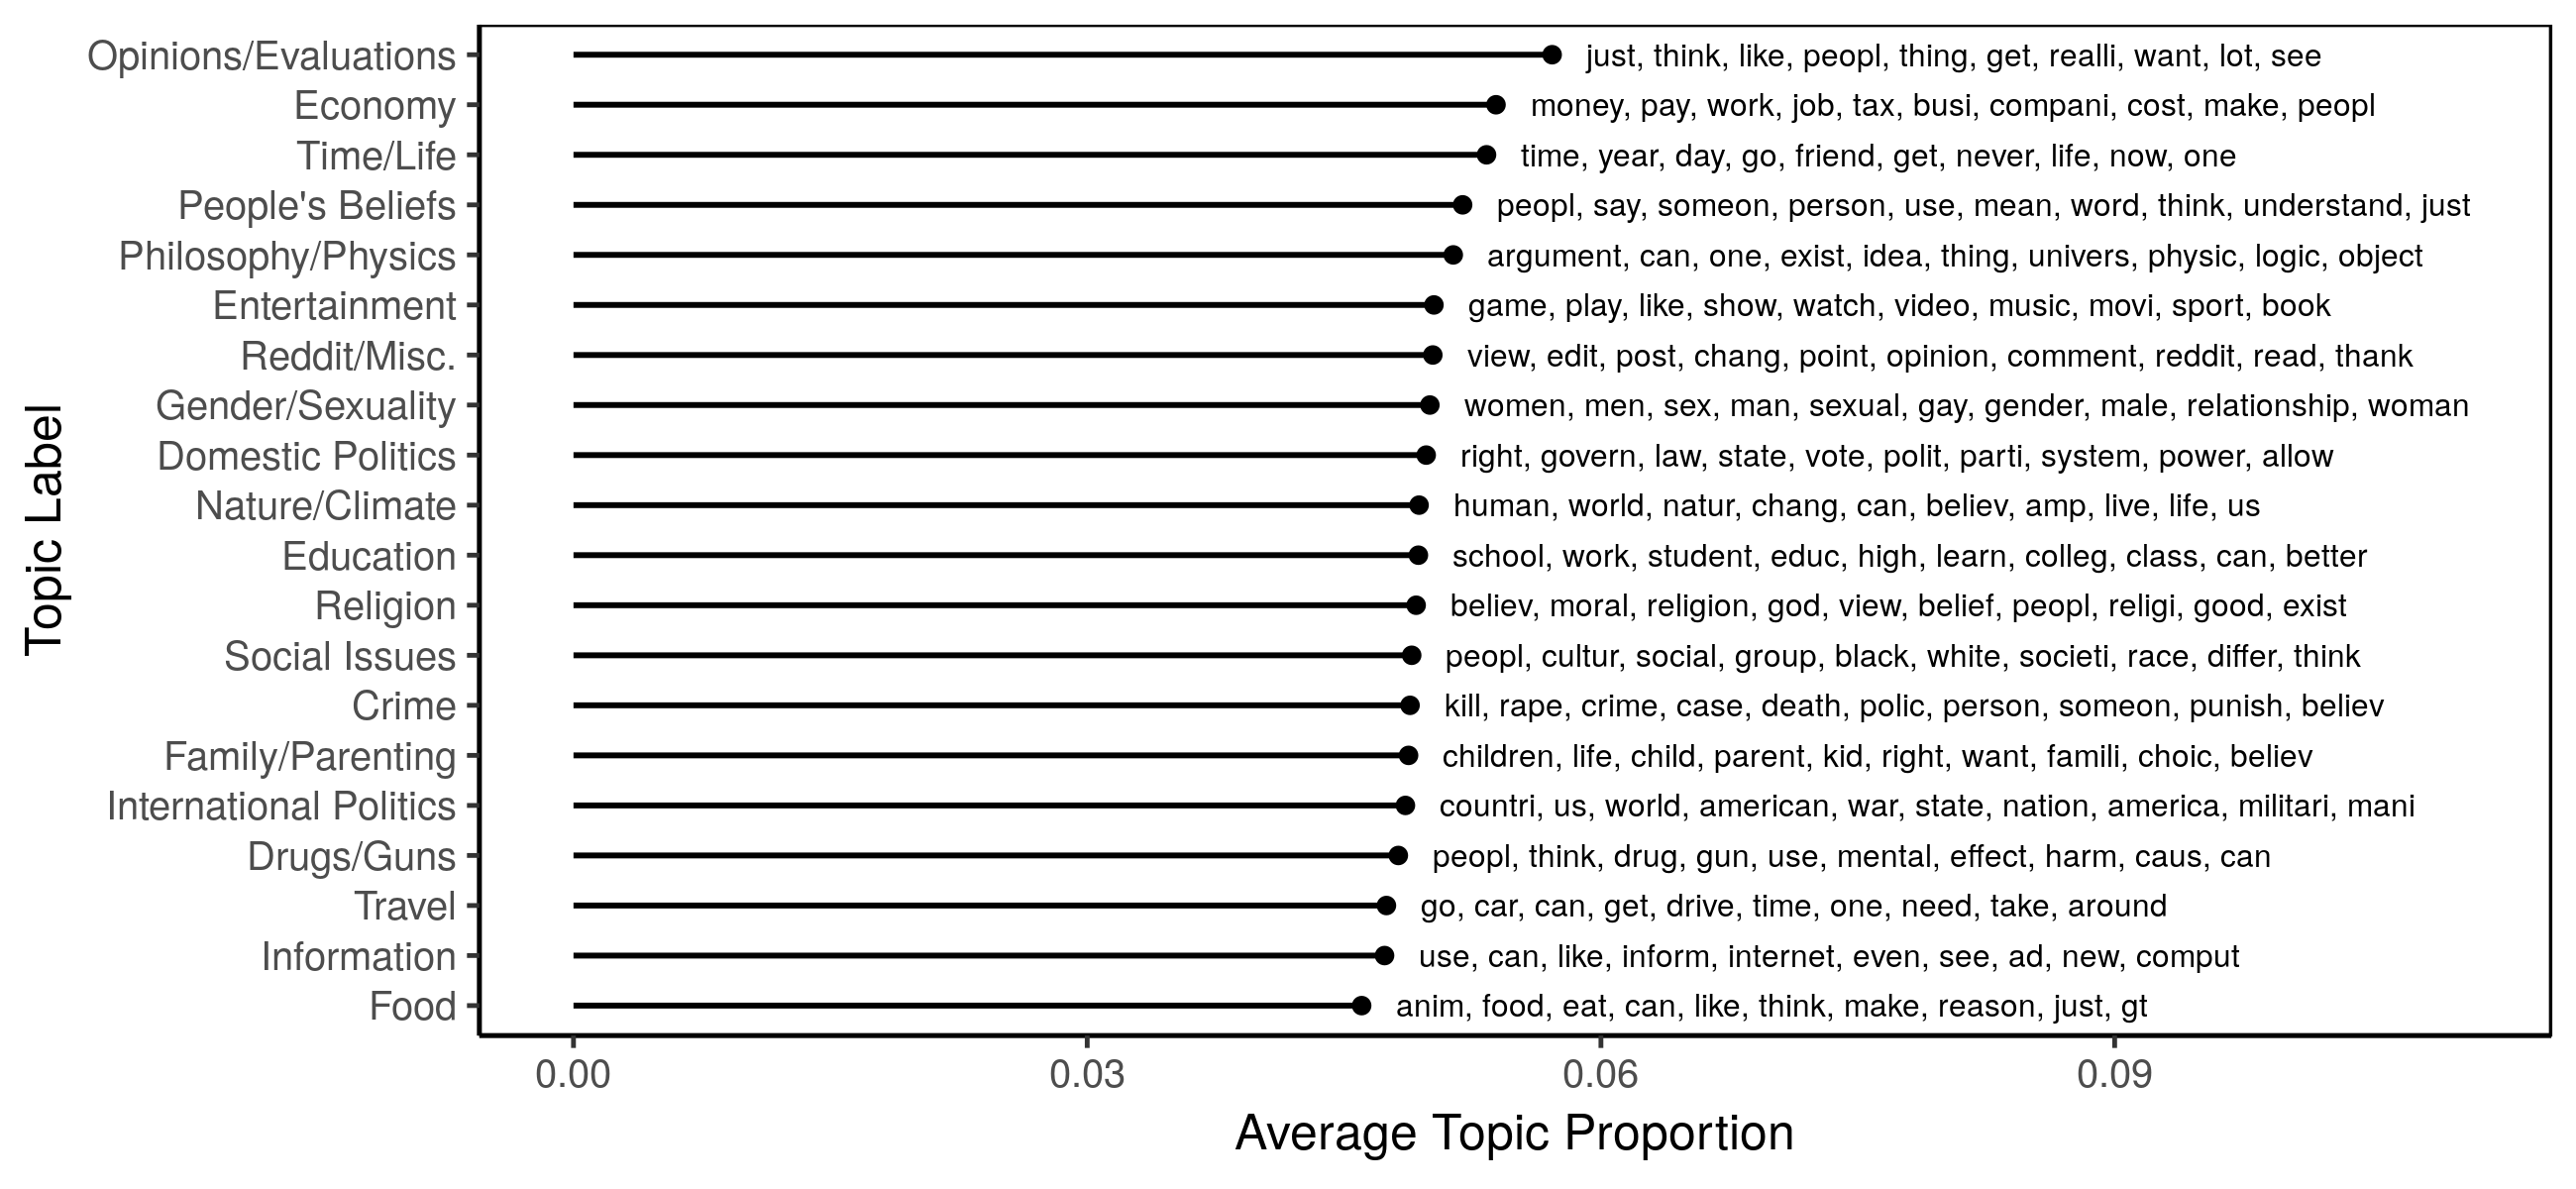 Topic Label
Opinions/Evaluations just, think, like, peopl, thing, get, realli, want, lot, see
Economy money, pay, work, job, tax, busi, compani, cost, make, peopl
Time/Life time, year, day, go, friend, get, never, life, now, one
People's Beliefs peopl, say, someon, person, use, mean, word, think, understand, just
Philosophy/Physics argument, can, one, exist, idea, thing, univers, physic, logic, object
Entertainment game, play, like, show, watch, video, music, movi, sport, book
Reddit/Misc. view, edit, post, chang, point, opinion, comment, reddit, read, thank
Gender/Sexuality women, men, sex, man, sexual, gay, gender, male, relationship, woman
Domestic Politics right, govern, law, state, vote, polit, parti, system, power, allow
Nature/Climate human, world, natur, chang, can, believ, amp, live, life, us
Education school, work, student, educ, high, learn, colleg, class, can, better
Religion believ, moral, religion, god, view, belief, peopl, religi, good, exist
Social Issues peopl, cultur, social, group, black, white, societi, race, differ, think
Crime kill, rape, crime, case, death, polic, person, someon, punish, believ
Family/Parenting children, life, child, parent, kid, right, want, famili, choic, believ
International Politics countri, us, world, american, war, state, nation, america, militari, mani
Drugs/Guns peopl, think, drug, gun, use, mental, effect, harm, caus, can
Travel go, car, can, get, drive, time, one, need, take, around
Information use, can, like, inform, internet, even, see, ad, new, comput
Food anim, food, eat, can, like, think, make, reason, just, gt
0.00 0.03 0.06 0.09
Average Topic Proportion